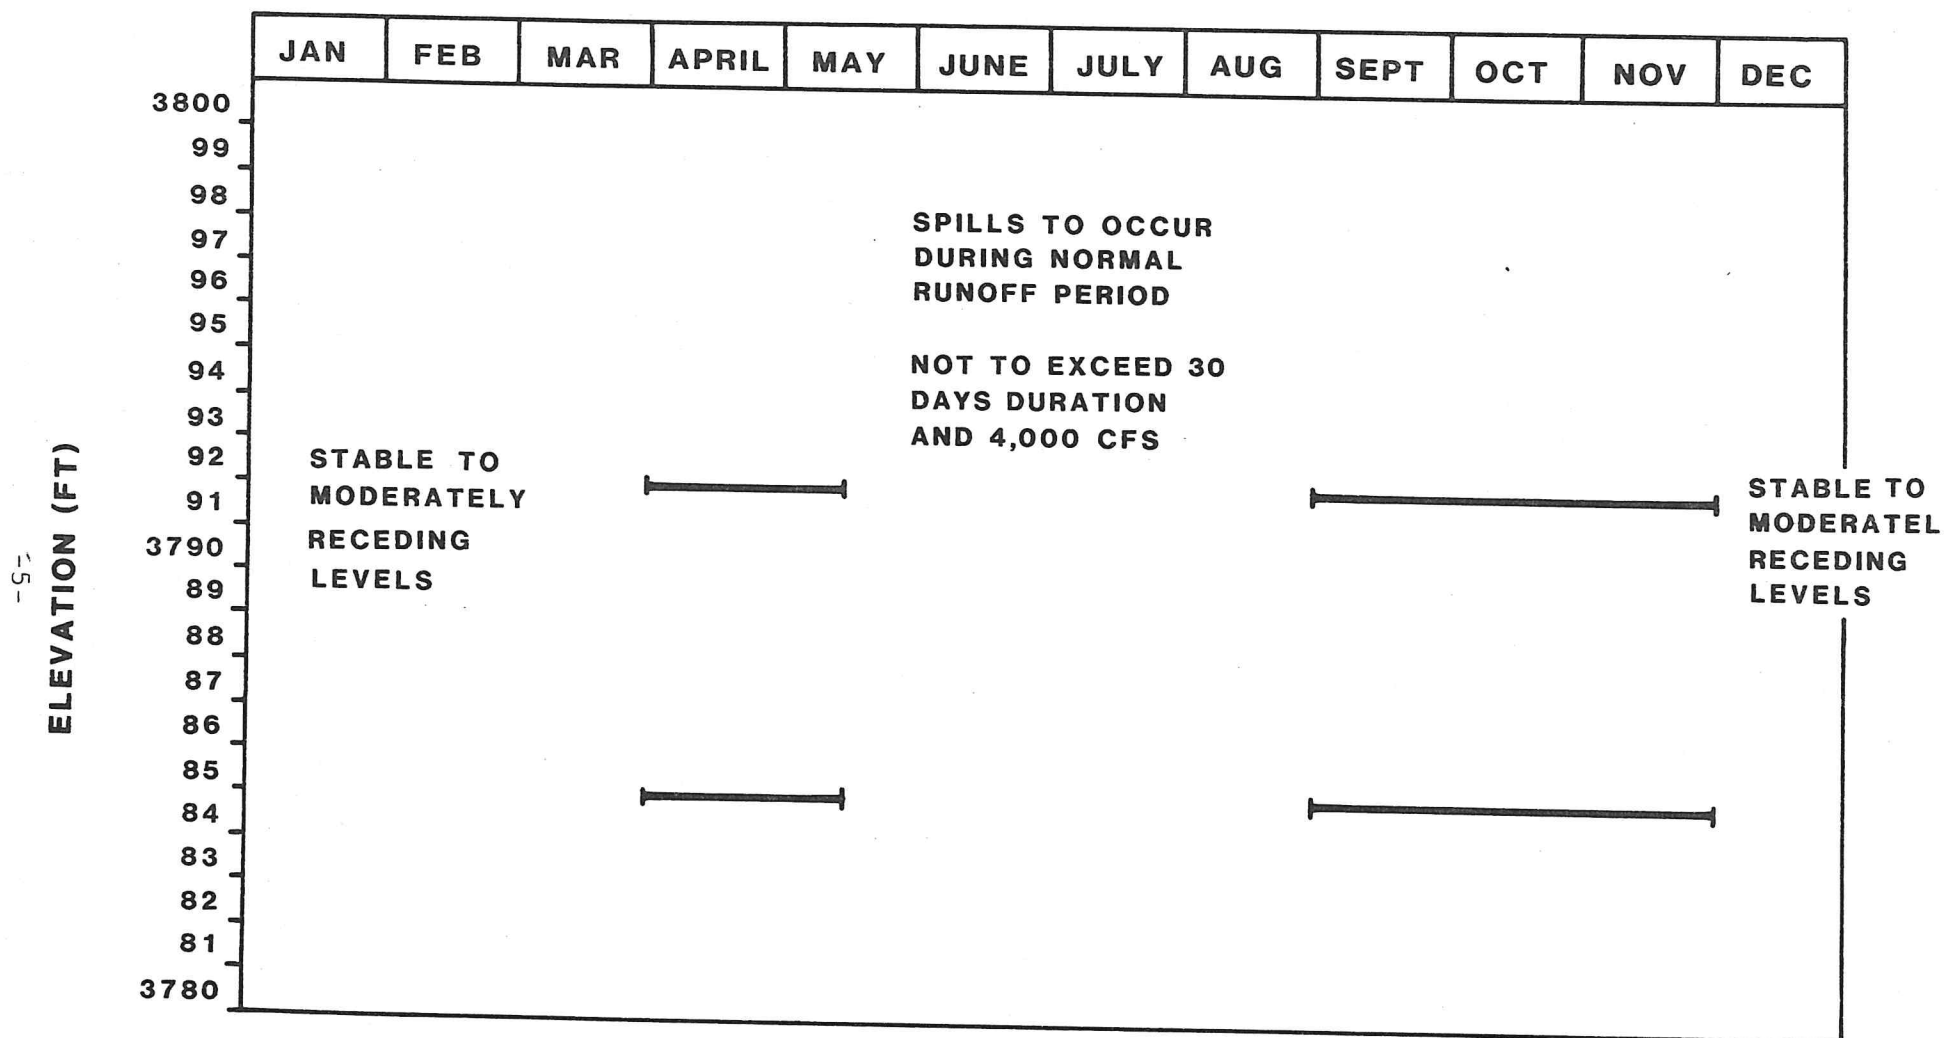 JAN FEB MAR APRIL MAY JUNE JULY AUG SEPT OCT NOV DEC
3800
99
98
97
96
95
94
93
92
91
3790
89
88
87
86
85
84
83
82
81
3780
ELEVATION (FT)
-5-
SPILLS TO OCCUR
DURING NORMAL
RUNOFF PERIOD
NOT TO EXCEED 30
DAYS DURATION
AND 4,000 CFS
STABLE TO
MODERATELY
RECEDING
LEVELS
STABLE TO
MODERATEL
RECEDING
LEVELS